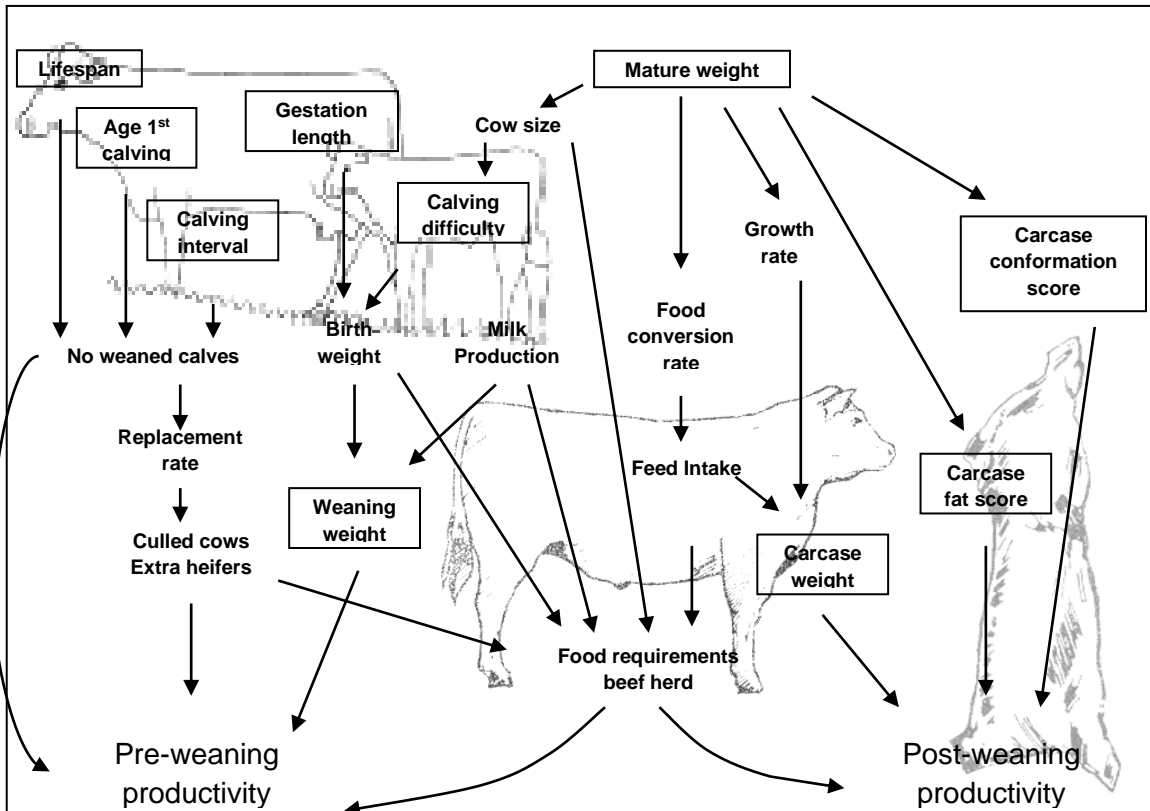 Lifespan
Mature weight
Gestation
length
Age 1st
calving
Cow size
Calving
interval
Calving
difficulty
Growth
rate
Carcase
conformation
score
Food
conversion
rate
Birth
weight
Milk
Production
No weaned calves
Replacement
rate
Feed Intake
Carcase
fat score
Weaning
weight
Culled cows
Extra heifers
Carcase
weight
Food requirements
beef herd
Pre-weaning
productivity
Post-weaning
productivity